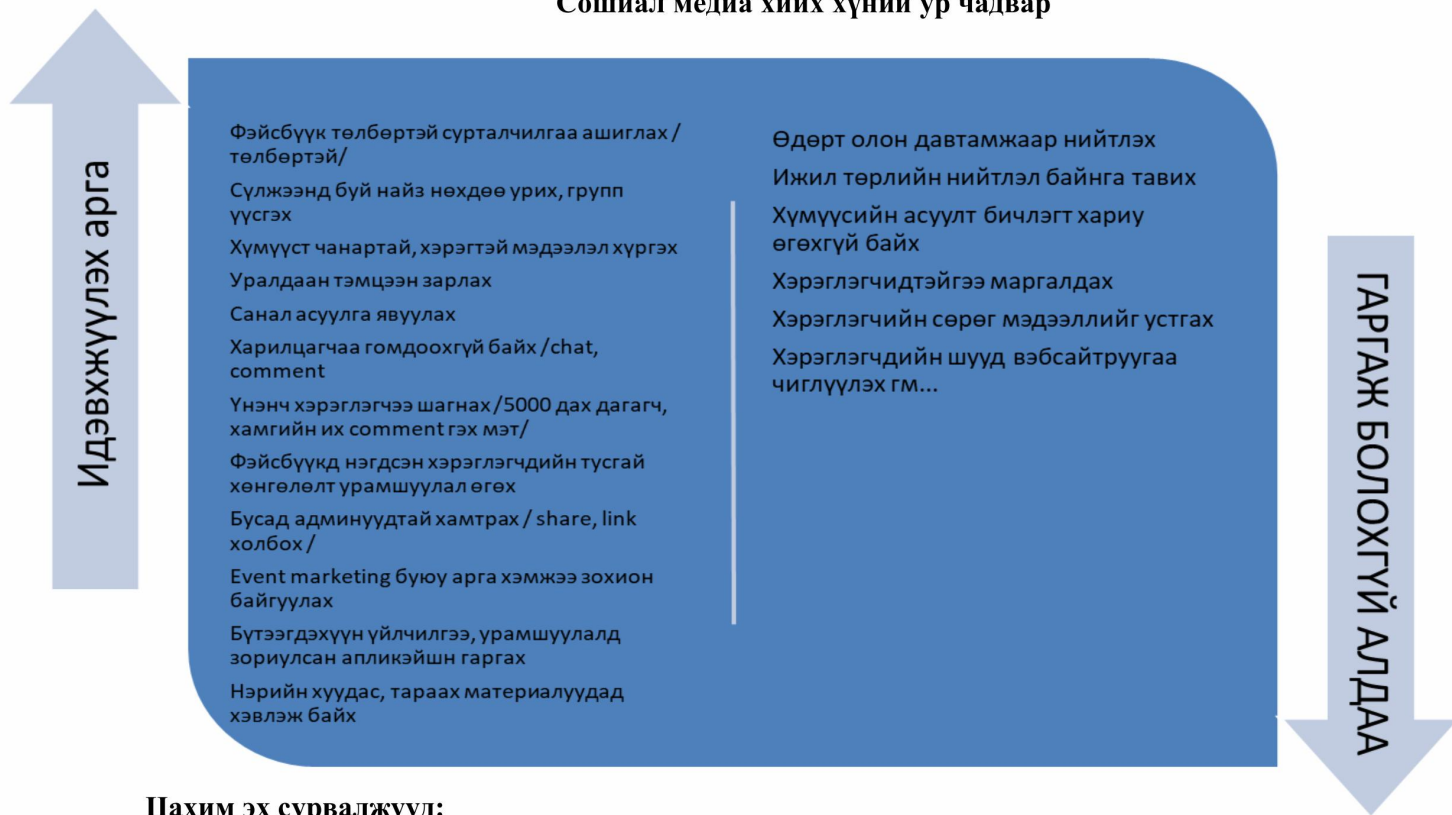 Сошиал медиа хийх хүний ур чадвар
Идэвхжүүлэх арга
Фэйсбүүк төлбөртэй сурталчилгаа ашиглах /
төлбөртэй/
Сүлжээнд буй найз нөхдөө урих, групп
үүсгэх
Хүмүүст чанартай, хэрэгтэй мэдээлэл хүргэх
Уралдаан тэмцээн зарлах
Санал асуулга явуулах
Харилцагчаа гомдоохгүй байх /chat,
comment
Үнэнч хэрэглэгчээ шагнах /5000 дах дагагч,
хамгийн их comment гэх мэт/
Фэйсбүүкд нэгдсэн хэрэглэгчдийн тусгай
хөнгөлөлт урамшуулал өгөх
Бусад админуудтай хамтрах / share, link
холбох /
Event marketing буюу арга хэмжээ зохион
байгуулах
Бүтээгдэхүүн үйлчилгээ, урамшуулалд
зориулсан апликэйшн гаргах
Нэрийн хуудас, тараах материалуудад
хэвлэж байх
Өдөрт олон давтамжаар нийтлэх
Ижил төрлийн нийтлэл байнга тавих
Хүмүүсийн асуулт бичлэгт хариу
өгөхгүй байх
Хэрэглэгчидтэйгээ маргалдах
Хэрэглэгчийн сөрөг мэдээллийг устгах
Хэрэглэгчдийн шууд вэбсайтруугаа
чиглүүлэх гм...
ГАРГАЖ БОЛОХГҮЙ АЛДАА
Цахим эх сурвалжууд: